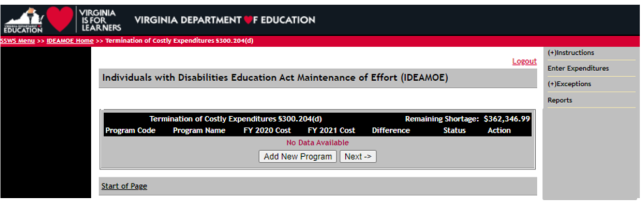 EDUCATION
VIRGINIA
IS FOR
LEARNERS
VIRGINIA DEPARTMENT OF EDUCATION
SSWS Menu >> IDEAMOE Home >> Termination of Costly Expenditures §300.204(d)
Logout
(+)Instructions
Enter Expenditures
(+)Exceptions
Reports
Individuals with Disabilities Education Act Maintenance of Effort (IDEAMOE)
Termination of Costly Expenditures §300.204(d) Remaining Shortage: $362,346.99
Program Code Program Name FY 2020 Cost FY 2021 Cost Difference Status Action
No Data Available
Add New Program Next ->
Start of Page